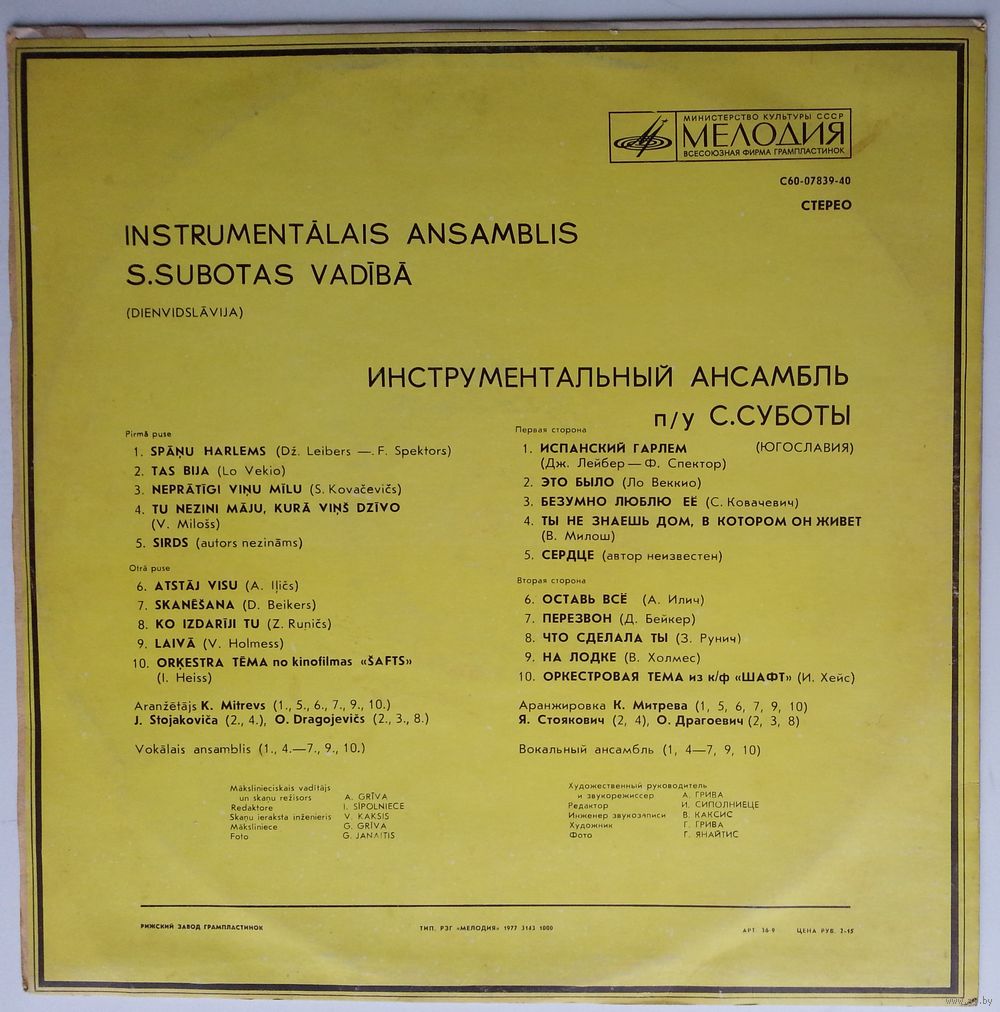 МИНИСТЕРСТВО КУЛЬТУРЫ СССР
МЕЛОДИЯ
ВСЕСОЮЗНАЯ ФИРМА ГРАМПЛАСТИНОК
С60-07839-40
СТЕРЕО
INSTRUMENTĀLAIS ANSAMBLIS
S.SUBOTAS VADĪBĀ
(DIENVIDSLĀVIJA)
ИНСТРУМЕНТАЛЬНЫЙ АНСАМБЛЬ
п/у С.СУБОТЫ
(ЮГОСЛАВИЯ)
Pirmā puse
1. SPĀŅU HARLEMS (Dž. Leibers —. F. Spektors)
2. TAS BIJA (Lo Vekio)
3. NEPRĀTĪGI VIŅU MĪLU (S. Kovačevičs)
4. TU NEZINI MĀJU, KURĀ VIŅŠ DZĪVO
(V. Milošs)
5. SIRDS (autors nezināms)
Otrā puse
6. ATSTĀJ VISU (A. Iļičs)
7. SKANĒŠANA (D. Beikers)
8. KO IZDARĪJI TU (Z. Ruņičs)
9. LAIVĀ (V. Holmess)
10. ORĶESTRA TĒMA no kinofilmas «ŠAFTS»
(I. Heiss)
Aranžētājs K. Mitrevs (1., 5., 6., 7., 9., 10.)
J. Stojakoviča (2., 4.), O. Dragojevičs (2., 3., 8.)
Vokālais ansamblis (1., 4.—7., 9., 10.)
Mākslinieciskais vadītājs
un skaņu režisors A. GRĪVA
Redaktore I. SĪPOLNIECE
Skaņu ieraksta inženieris V. KAKSIS
Māksliniece G. GRĪVA
Foto G. JANAITIS
Первая сторона
1. ИСПАНСКИЙ ГАРЛЕМ
(Дж. Лейбер — Ф. Спектор)
2. ЭТО БЫЛО (Ло Веккио)
3. БЕЗУМНО ЛЮБЛЮ ЕЁ (С. Ковачевич)
4. ТЫ НЕ ЗНАЕШЬ ДОМ, В КОТОРОМ ОН ЖИВЕТ
(В. Милош)
5. СЕРДЦЕ (автор неизвестен)
Вторая сторона
6. ОСТАВЬ ВСЁ (А. Илич)
7. ПЕРЕЗВОН (Д. Бейкер)
8. ЧТО СДЕЛАЛА ТЫ (З. Рунич)
9. НА ЛОДКЕ (В. Холмес)
10. ОРКЕСТРОВАЯ ТЕМА из к/ф «ШАФТ» (И. Хейс)
Аранжировка К. Митрева (1, 5, 6, 7, 9, 10)
Я. Стоякович (2, 4), О. Драгоевич (2, 3, 8)
Вокальный ансамбль (1, 4—7, 9, 10)
Художественный руководитель
и звукорежиссер А. ГРИВА
Редактор И. СИПОЛНИЕЦЕ
Инженер звукозаписи В. КАКСИС
Художник Г. ГРИВА
Фото Г. ЯНАЙТИС
РИЖСКИЙ ЗАВОД ГРАМПЛАСТИНОК
ТИП. РЗГ «МЕЛОДИЯ» 1977 3143 1000
АРТ. 36-9 ЦЕНА РУБ. 2-15